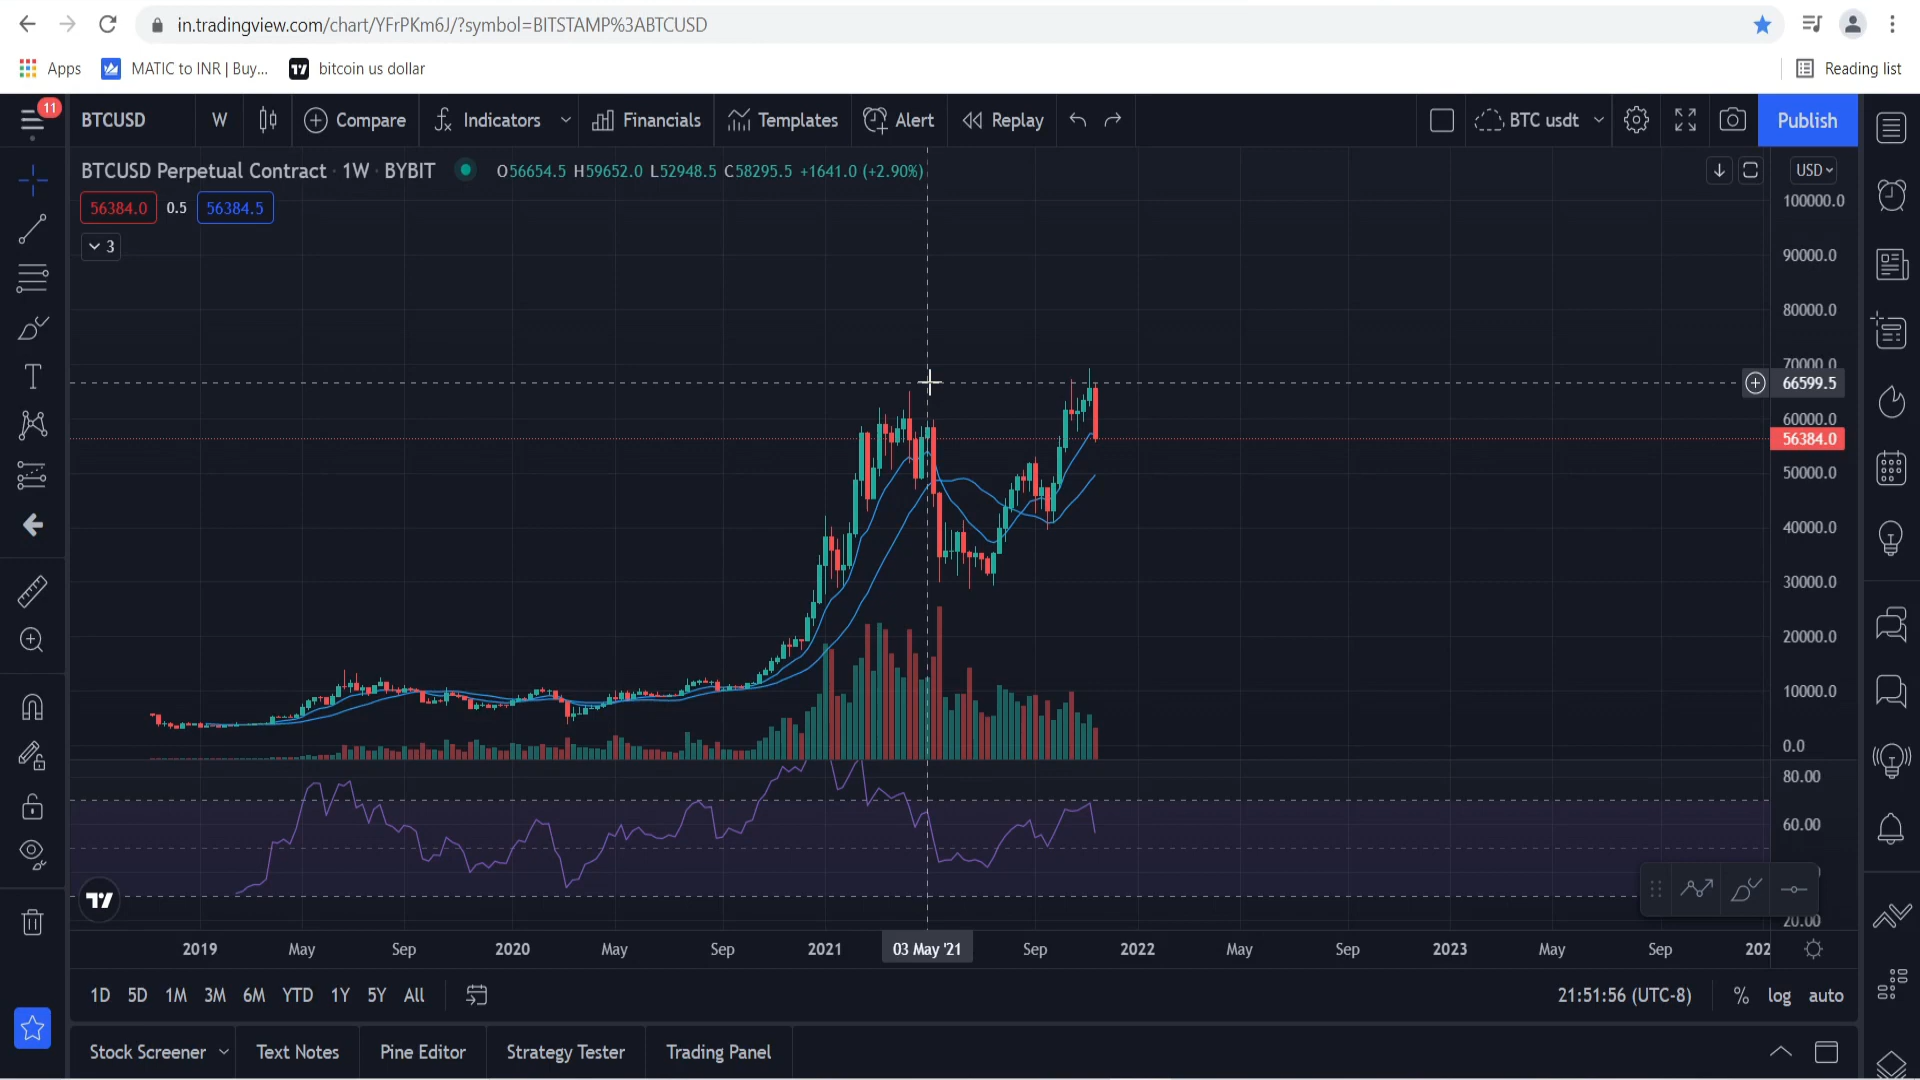 in.tradingview.com/chart/YFrPKm6J/?symbol=BITSTAMP%3ABTCUSD
Apps MATIC to INR | Buy... bitcoin us dollar Reading list
11 BTCUSD W Compare Indicators Financials Templates Alert Replay BTC usdt Publish
BTCUSD Perpetual Contract · 1W · BYBIT O56654.5 H59652.0 L52948.5 C58295.5 +1641.0 (+2.90%) USD
56384.0 0.5 56384.5
3
100000.0
90000.0
80000.0
70000.0
66599.5
60000.0
56384.0
50000.0
40000.0
30000.0
20000.0
10000.0
0.0
80.00
60.00
20.00
2019 May Sep 2020 May Sep 2021 03 May '21 Sep 2022 May Sep 2023 May Sep 202
1D 5D 1M 3M 6M YTD 1Y 5Y All 21:51:56 (UTC-8) % log auto
Stock Screener Text Notes Pine Editor Strategy Tester Trading Panel